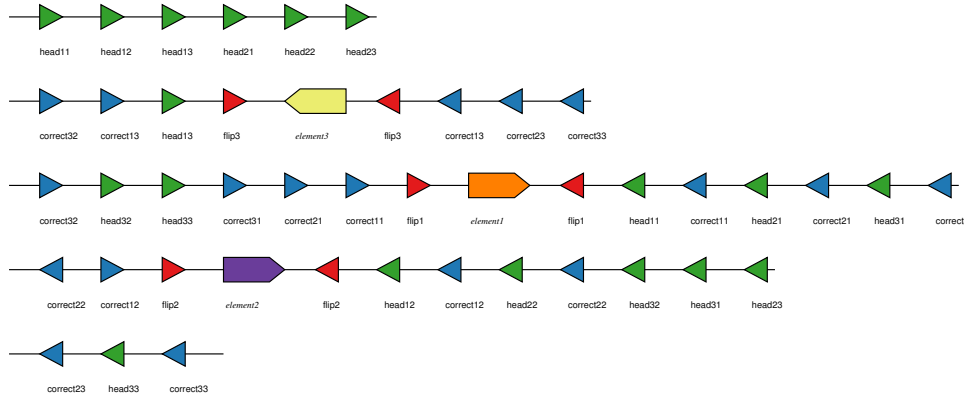 head11 head12 head13 head21 head22 head23
correct32 correct13 head13 flip3 element3 flip3 correct13 correct23 correct33
correct32 head32 head33 correct31 correct21 correct11 flip1 element1 flip1 head11 correct11 head21 correct21 head31 correct
correct22 correct12 flip2 element2 flip2 head12 correct12 head22 correct22 head32 head31 head23
correct23 head33 correct33